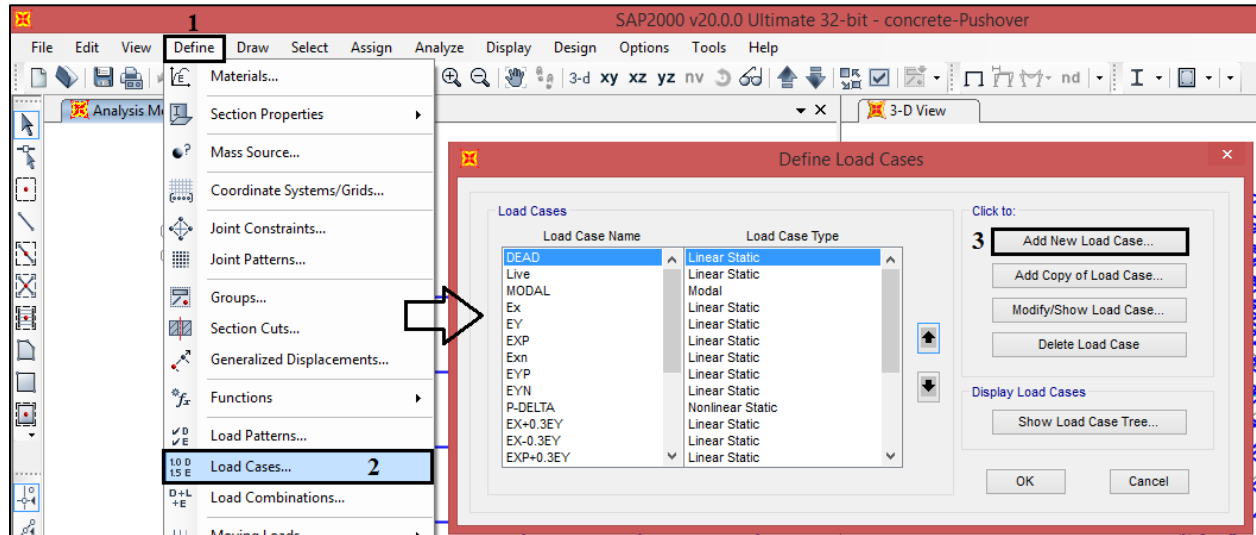 SAP2000 v20.0.0 Ultimate 32-bit - concrete-Pushover
1
File Edit View Define Draw Select Assign Analyze Display Design Options Tools Help
3-d xy xz yz nv nd
Materials...
Analysis Mo
3-D View
Section Properties
Mass Source...
Coordinate Systems/Grids...
Joint Constraints...
Joint Patterns...
Groups...
Section Cuts...
Generalized Displacements...
Functions
Load Patterns...
Load Cases... 2
Load Combinations...
Moving Loads
Define Load Cases
Load Cases
Load Case Name Load Case Type
DEAD Linear Static
Live Linear Static
MODAL Modal
Ex Linear Static
EY Linear Static
EXP Linear Static
Exn Linear Static
EYP Linear Static
EYN Linear Static
P-DELTA Nonlinear Static
EX+0.3EY Linear Static
EX-0.3EY Linear Static
EXP+0.3EY Linear Static
Click to:
3 Add New Load Case...
Add Copy of Load Case...
Modify/Show Load Case...
Delete Load Case
Display Load Cases
Show Load Case Tree...
OK Cancel